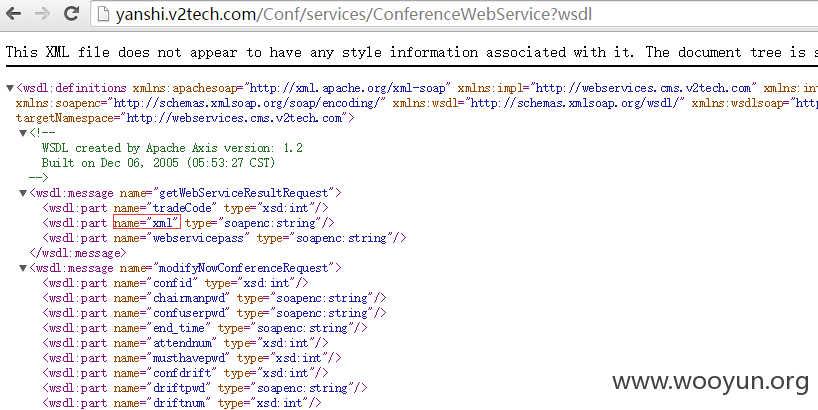 yanshi.v2tech.com/Conf/services/ConferenceWebService?wsdl
This XML file does not appear to have any style information associated with it. The document tree is s
▼<wsdl:definitions xmlns:apachesoap="http://xml.apache.org/xml-soap" xmlns:impl="http://webservices.cms.v2tech.com" xmlns:in
xmlns:soapenc="http://schemas.xmlsoap.org/soap/encoding/" xmlns:wsdl="http://schemas.xmlsoap.org/wsdl/" xmlns:wsdlsoap="http
targetNamespace="http://webservices.cms.v2tech.com">
▼<!--
WSDL created by Apache Axis version: 1.2
Built on Dec 06, 2005 (05:53:27 CST)
-->
▼<wsdl:message name="getWebServiceResultRequest">
<wsdl:part name="tradeCode" type="xsd:int"/>
<wsdl:part name="xml" type="soapenc:string"/>
<wsdl:part name="webservicepass" type="soapenc:string"/>
</wsdl:message>
▼<wsdl:message name="modifyNowConferenceRequest">
<wsdl:part name="confid" type="xsd:int"/>
<wsdl:part name="chairmanpwd" type="soapenc:string"/>
<wsdl:part name="confuserpwd" type="soapenc:string"/>
<wsdl:part name="end_time" type="soapenc:string"/>
<wsdl:part name="attendnum" type="xsd:int"/>
<wsdl:part name="musthavepwd" type="xsd:int"/>
<wsdl:part name="confdrift" type="xsd:int"/>
<wsdl:part name="driftpwd" type="soapenc:string"/>
<wsdl:part name="driftnum" type="xsd:int"/>
www.wooyun.org